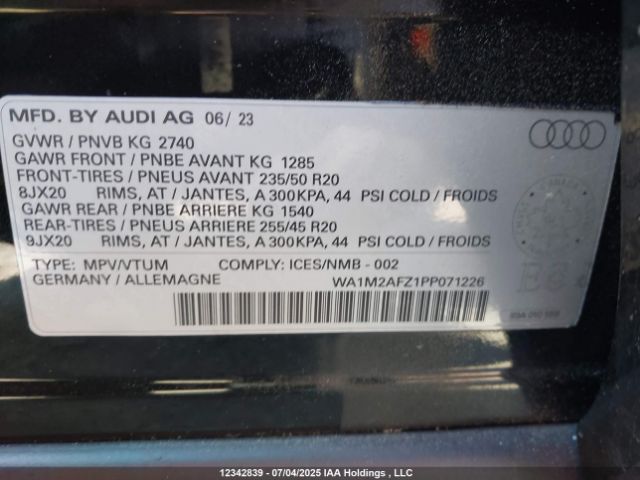 MFD. BY AUDI AG 06/ 23
GVWR / PNVB KG 2740
GAWR FRONT / PNBE AVANT KG 1285
FRONT-TIRES / PNEUS AVANT 235/50 R20
8JX20 RIMS, AT / JANTES, A 300KPA, 44 PSI COLD / FROIDS
GAWR REAR / PNBE ARRIERE KG 1540
REAR-TIRES / PNEUS ARRIERE 255/45 R20
9JX20 RIMS, AT / JANTES, A 300KPA, 44 PSI COLD / FROIDS
TYPE: MPV/VTUM COMPLY: ICES/NMB - 002
GERMANY / ALLEMAGNE WA1M2AFZ1PP071226
12342839 - 07/04/2025 IAA Holdings , LLC